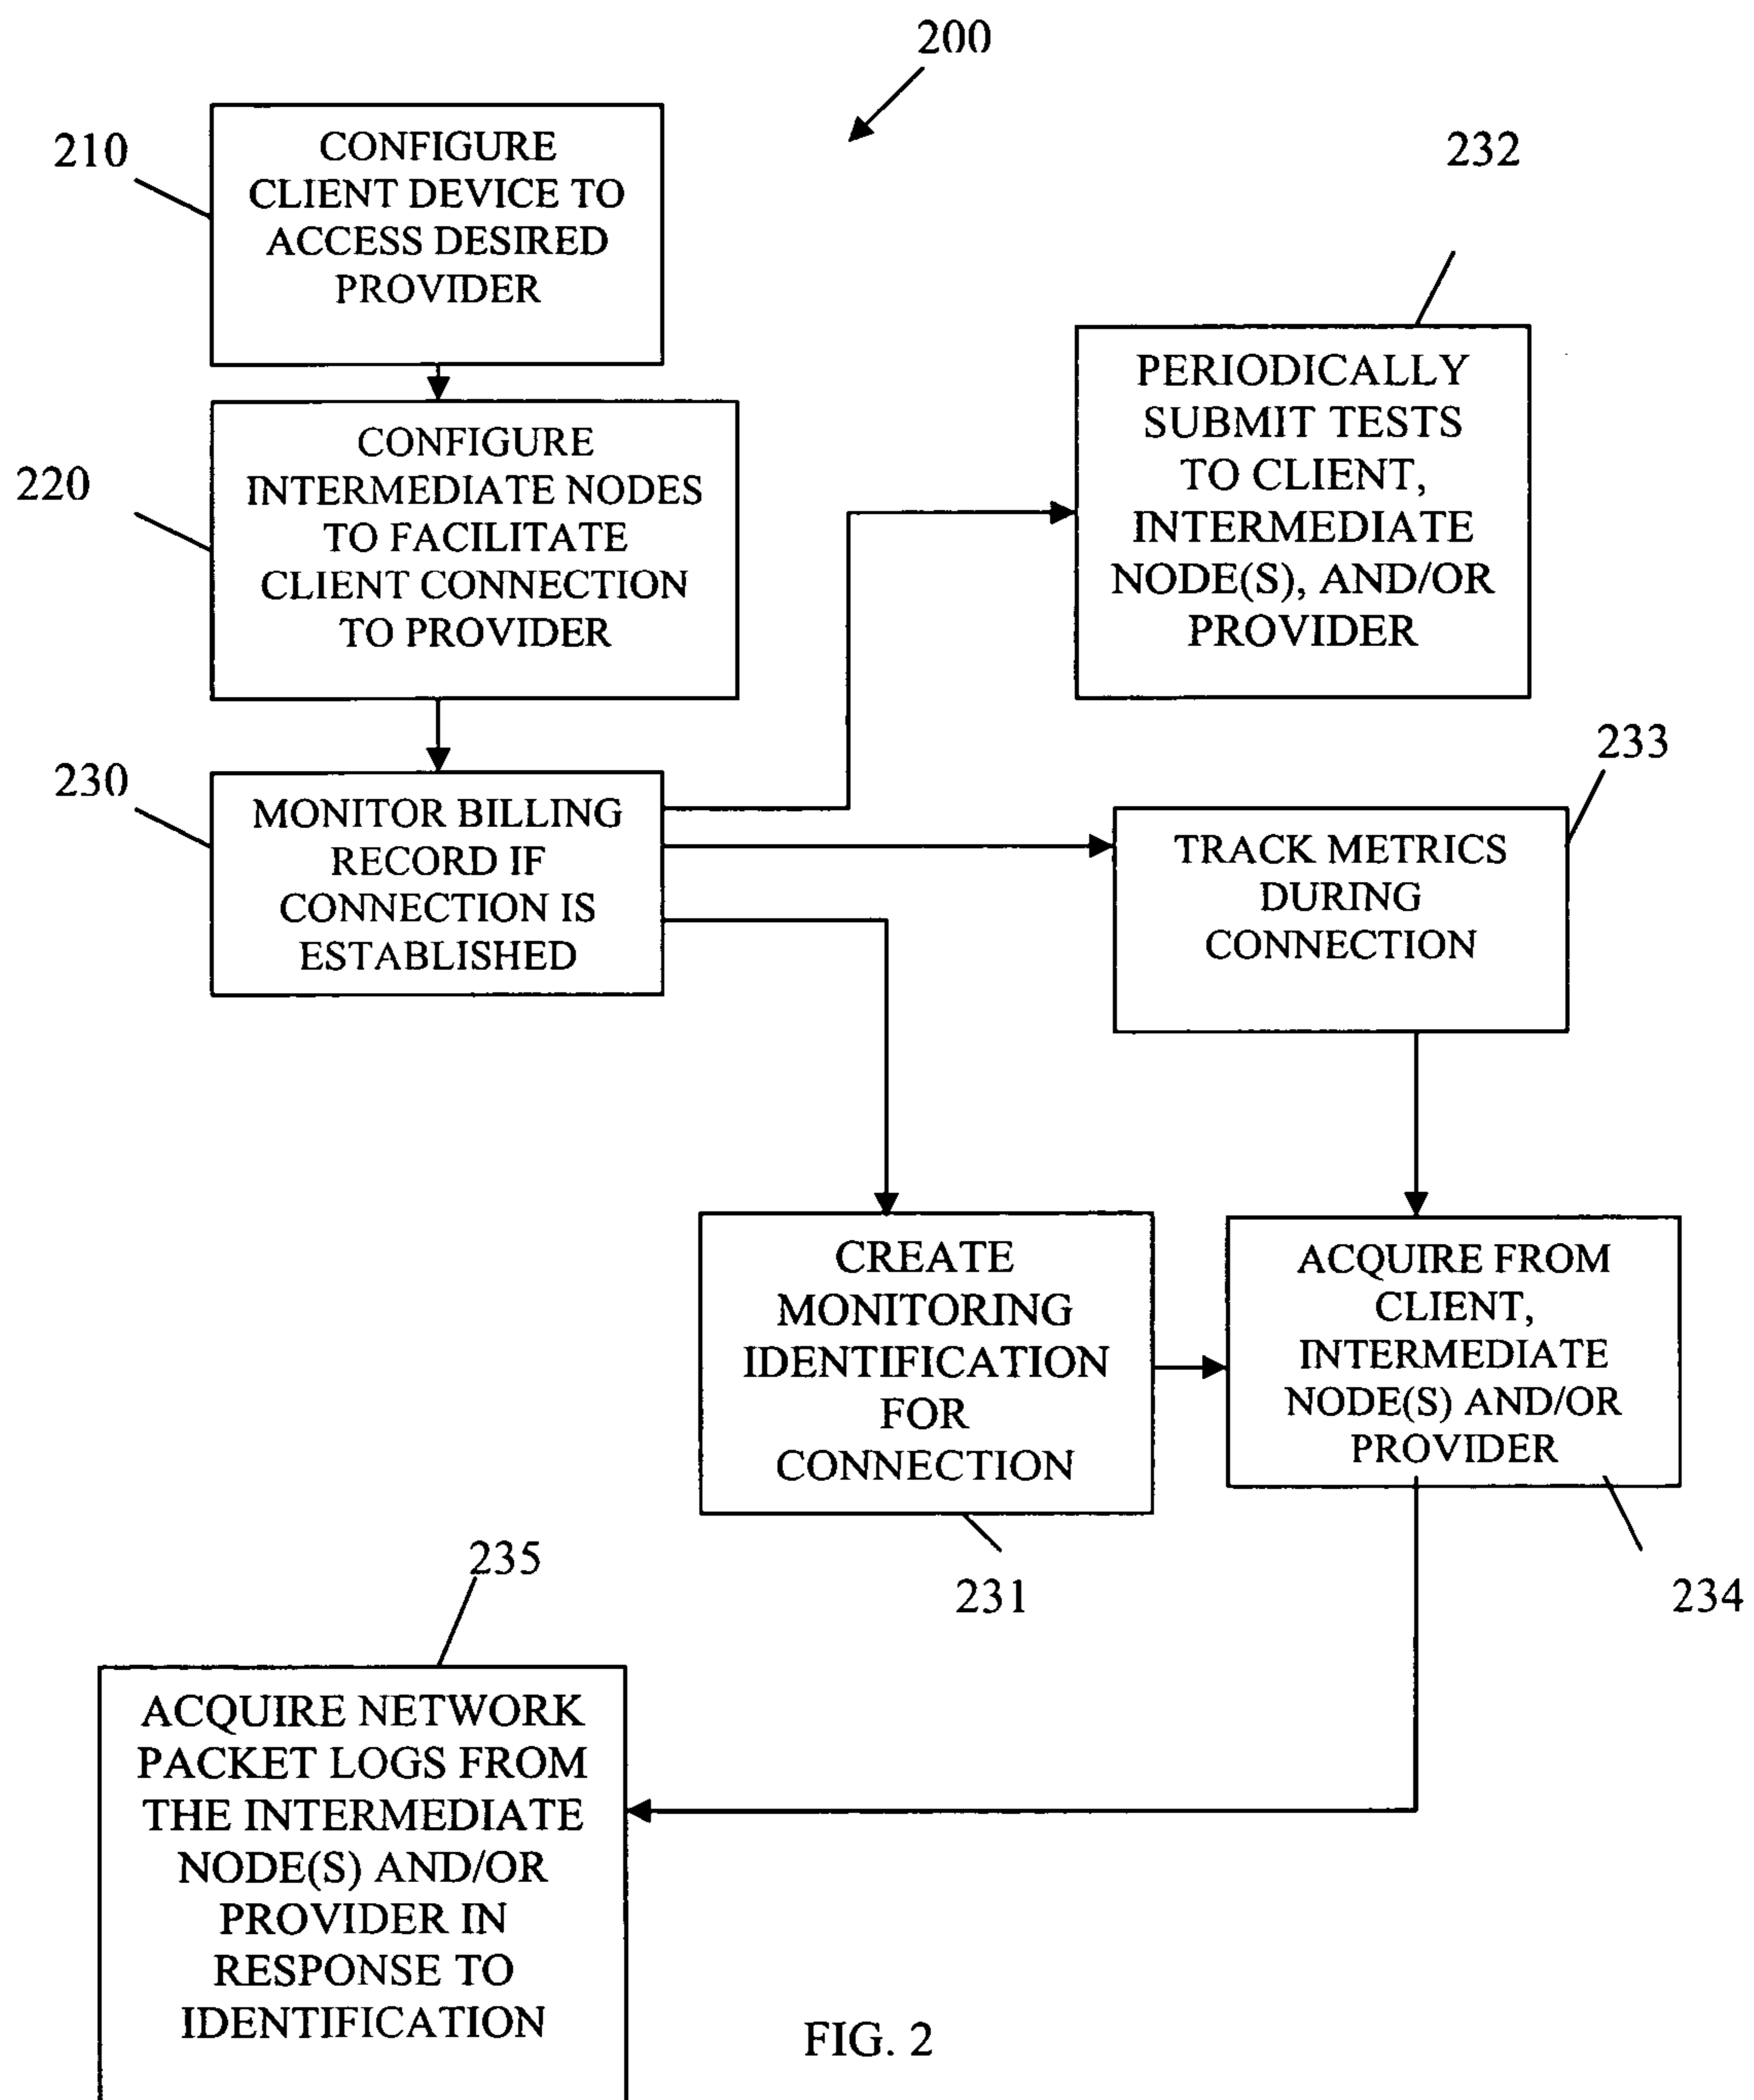 200
210
CONFIGURE
CLIENT DEVICE TO
ACCESS DESIRED
PROVIDER
232
220
CONFIGURE
INTERMEDIATE NODES
TO FACILITATE
CLIENT CONNECTION
TO PROVIDER
PERIODICALLY
SUBMIT TESTS
TO CLIENT,
INTERMEDIATE
NODE(S), AND/OR
PROVIDER
230
MONITOR BILLING
RECORD IF
CONNECTION IS
ESTABLISHED
233
TRACK METRICS
DURING
CONNECTION
CREATE
MONITORING
IDENTIFICATION
FOR
CONNECTION
231
ACQUIRE FROM
CLIENT,
INTERMEDIATE
NODE(S) AND/OR
PROVIDER
234
235
ACQUIRE NETWORK
PACKET LOGS FROM
THE INTERMEDIATE
NODE(S) AND/OR
PROVIDER IN
RESPONSE TO
IDENTIFICATION
FIG. 2